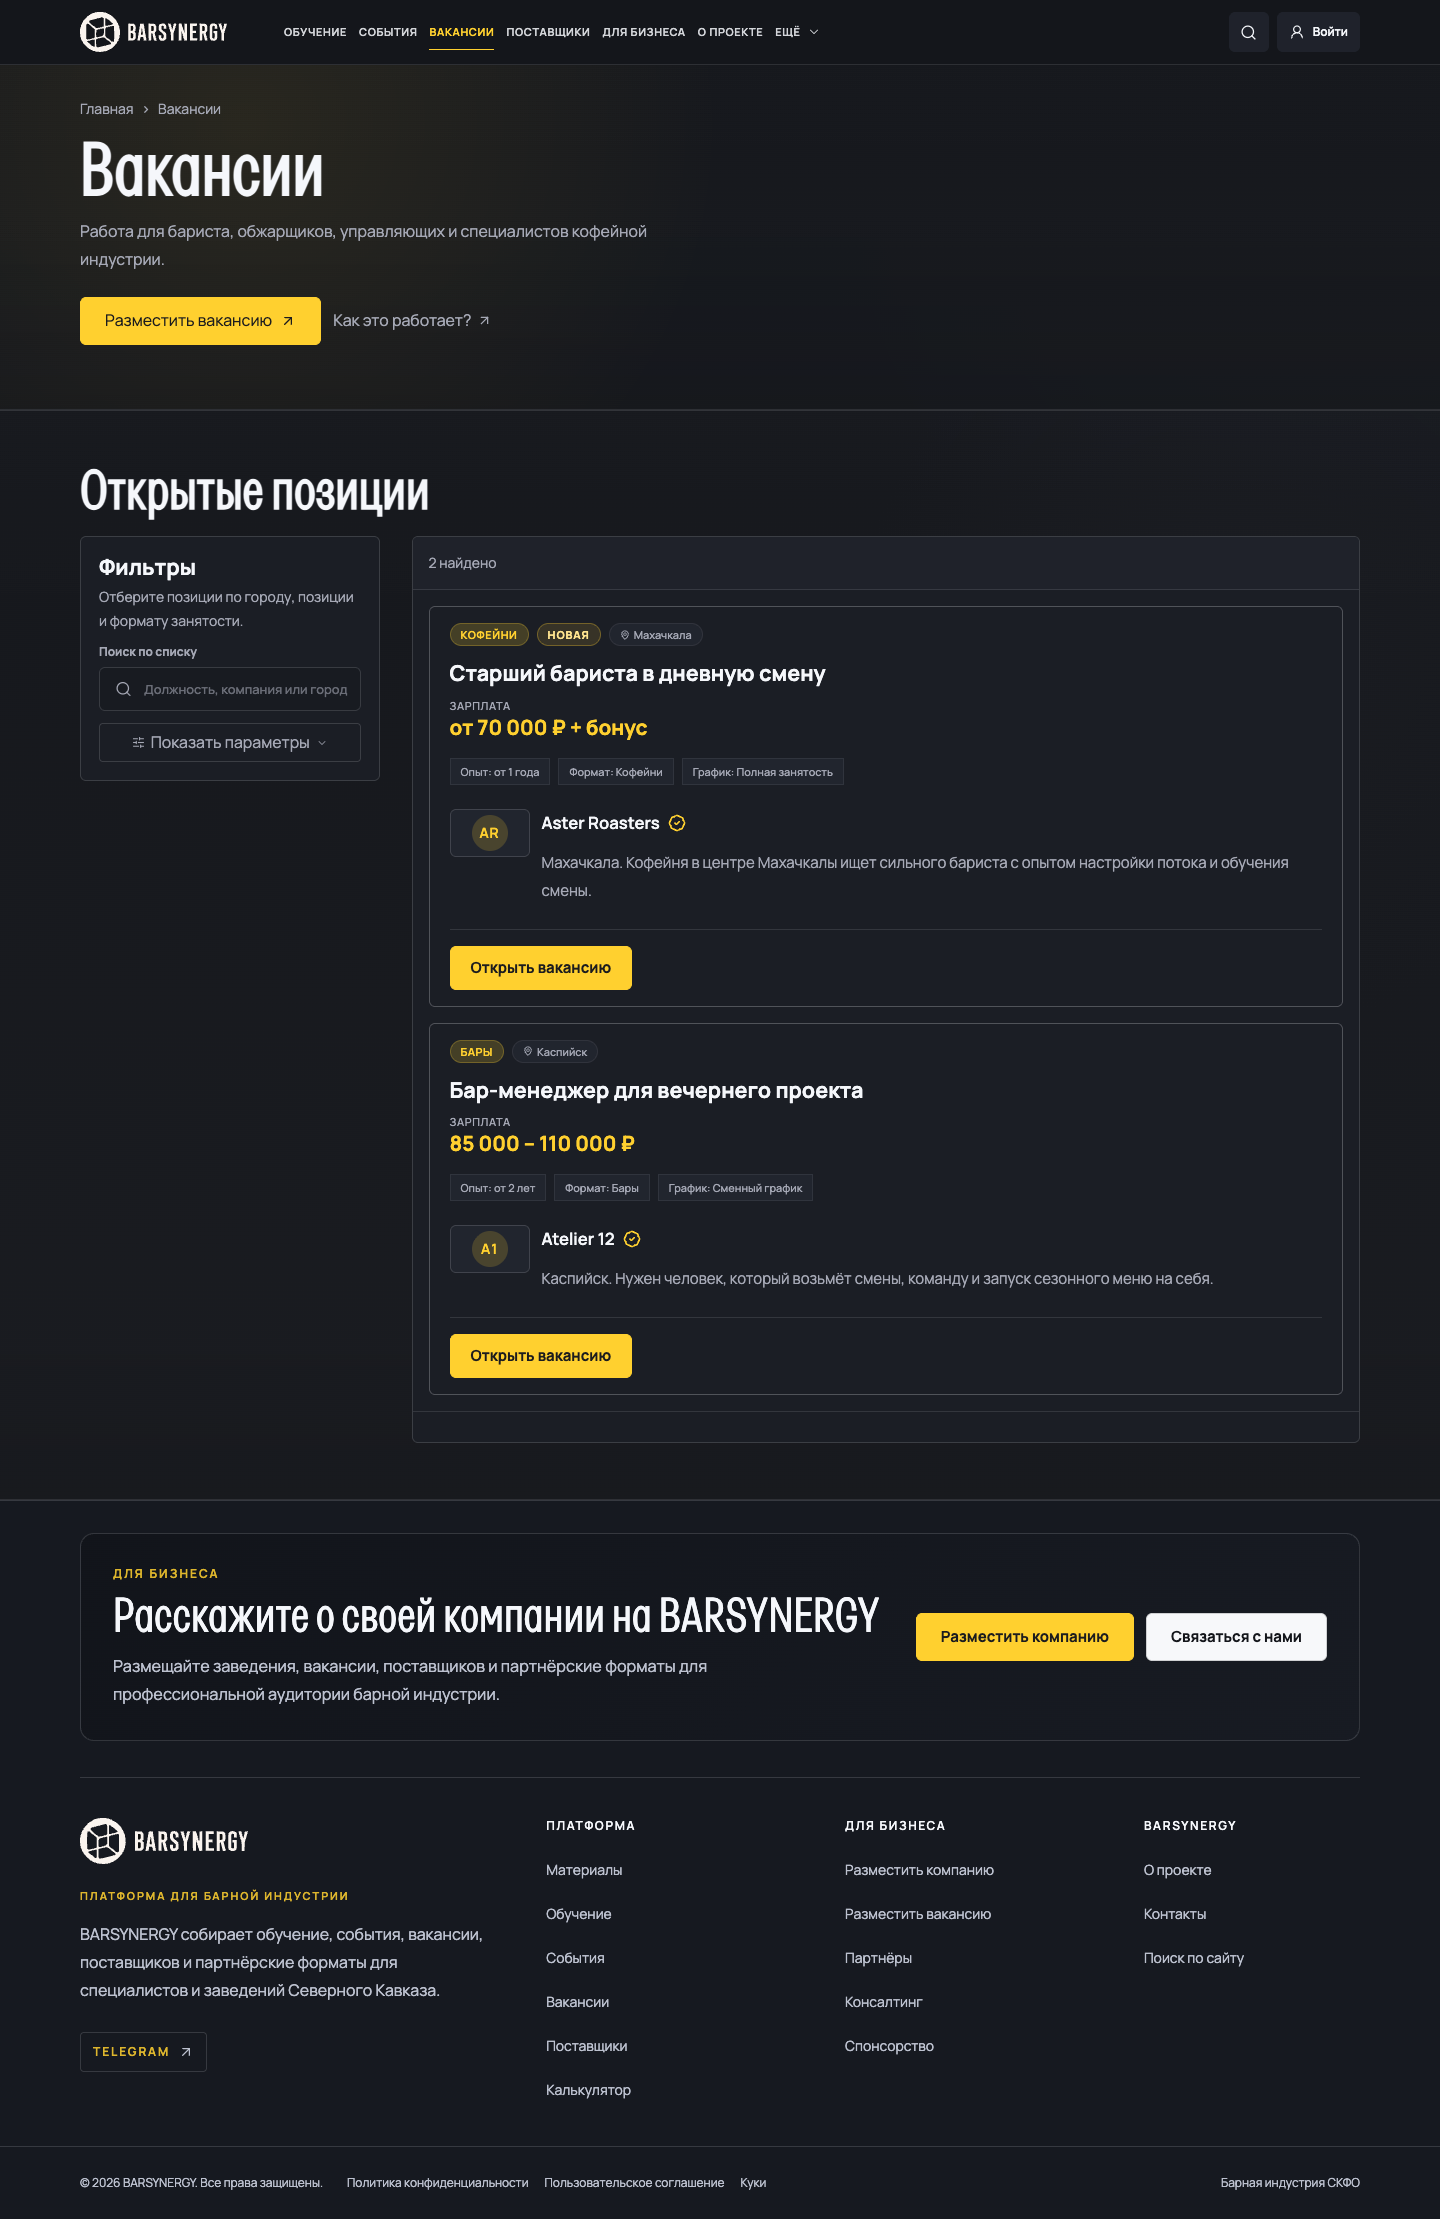 BARSYNERGY
ОБУЧЕНИЕ СОБЫТИЯ ВАКАНСИИ ПОСТАВЩИКИ ДЛЯ БИЗНЕСА О ПРОЕКТЕ ЕЩЁ
Войти
Главная > Вакансии
Вакансии
Работа для бариста, обжарщиков, управляющих и специалистов кофейной
индустрии.
Разместить вакансию
Как это работает?
Открытые позиции
Фильтры
Отберите позиции по городу, позиции
и формату занятости.
Поиск по списку
Должность, компания или город
Показать параметры
2 найдено
КОФЕЙНИ НОВАЯ Махачкала
Старший бариста в дневную смену
ЗАРПЛАТА
от 70 000 ₽ + бонус
Опыт: от 1 года Формат: Кофейни График: Полная занятость
AR
Aster Roasters
Махачкала. Кофейня в центре Махачкалы ищет сильного бариста с опытом настройки потока и обучения
смены.
Открыть вакансию
БАРЫ Каспийск
Бар-менеджер для вечернего проекта
ЗАРПЛАТА
85 000 – 110 000 ₽
Опыт: от 2 лет Формат: Бары График: Сменный график
A1
Atelier 12
Каспийск. Нужен человек, который возьмёт смены, команду и запуск сезонного меню на себя.
Открыть вакансию
ДЛЯ БИЗНЕСА
Расскажите о своей компании на BARSYNERGY
Размещайте заведения, вакансии, поставщиков и партнёрские форматы для
профессиональной аудитории барной индустрии.
Разместить компанию
Связаться с нами
BARSYNERGY
ПЛАТФОРМА ДЛЯ БАРНОЙ ИНДУСТРИИ
BARSYNERGY собирает обучение, события, вакансии,
поставщиков и партнёрские форматы для
специалистов и заведений Северного Кавказа.
TELEGRAM
ПЛАТФОРМА
Материалы
Обучение
События
Вакансии
Поставщики
Калькулятор
ДЛЯ БИЗНЕСА
Разместить компанию
Разместить вакансию
Партнёры
Консалтинг
Спонсорство
BARSYNERGY
О проекте
Контакты
Поиск по сайту
© 2026 BARSYNERGY. Все права защищены. Политика конфиденциальности Пользовательское соглашение Куки
Барная индустрия СКФО